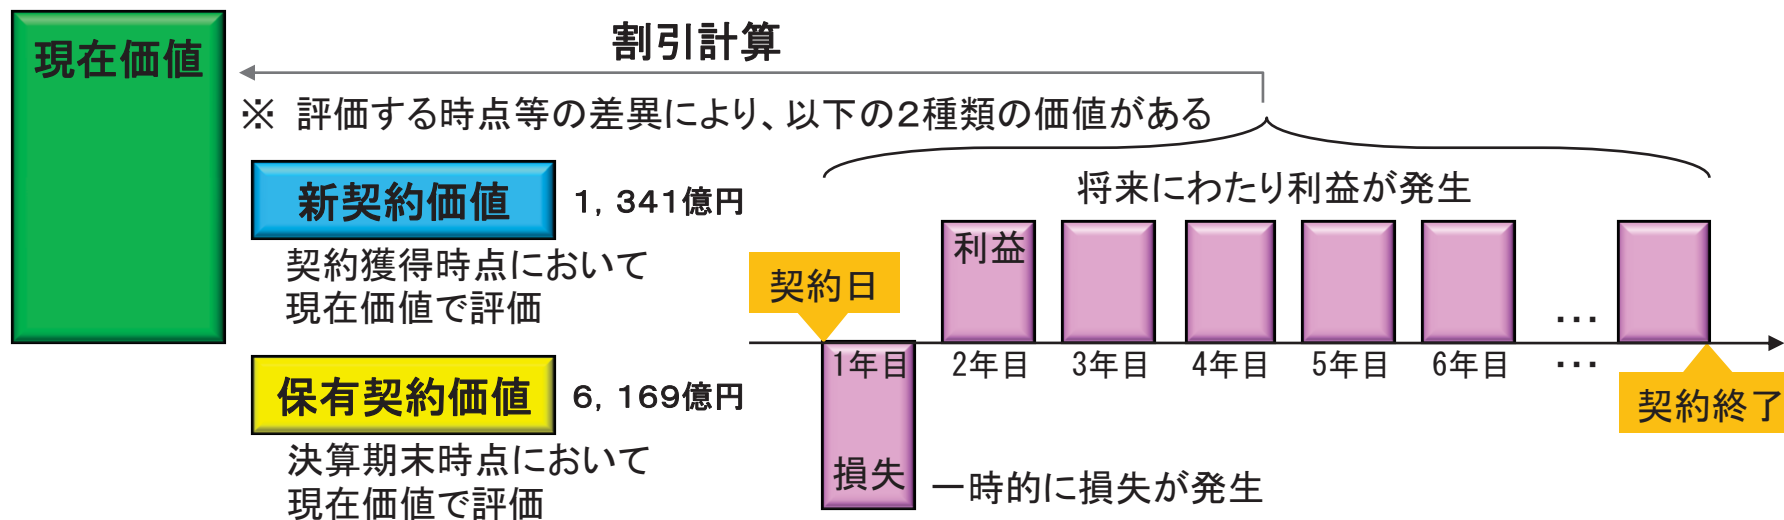 現在価値
割引計算
※ 評価する時点等の差異により、以下の2種類の価値がある
新契約価値 1,341億円
契約獲得時点において
現在価値で評価
保有契約価値 6,169億円
決算期末時点において
現在価値で評価
将来にわたり利益が発生
利益
契約日
1年目 2年目 3年目 4年目 5年目 6年目 …
…
契約終了
損失
一時的に損失が発生